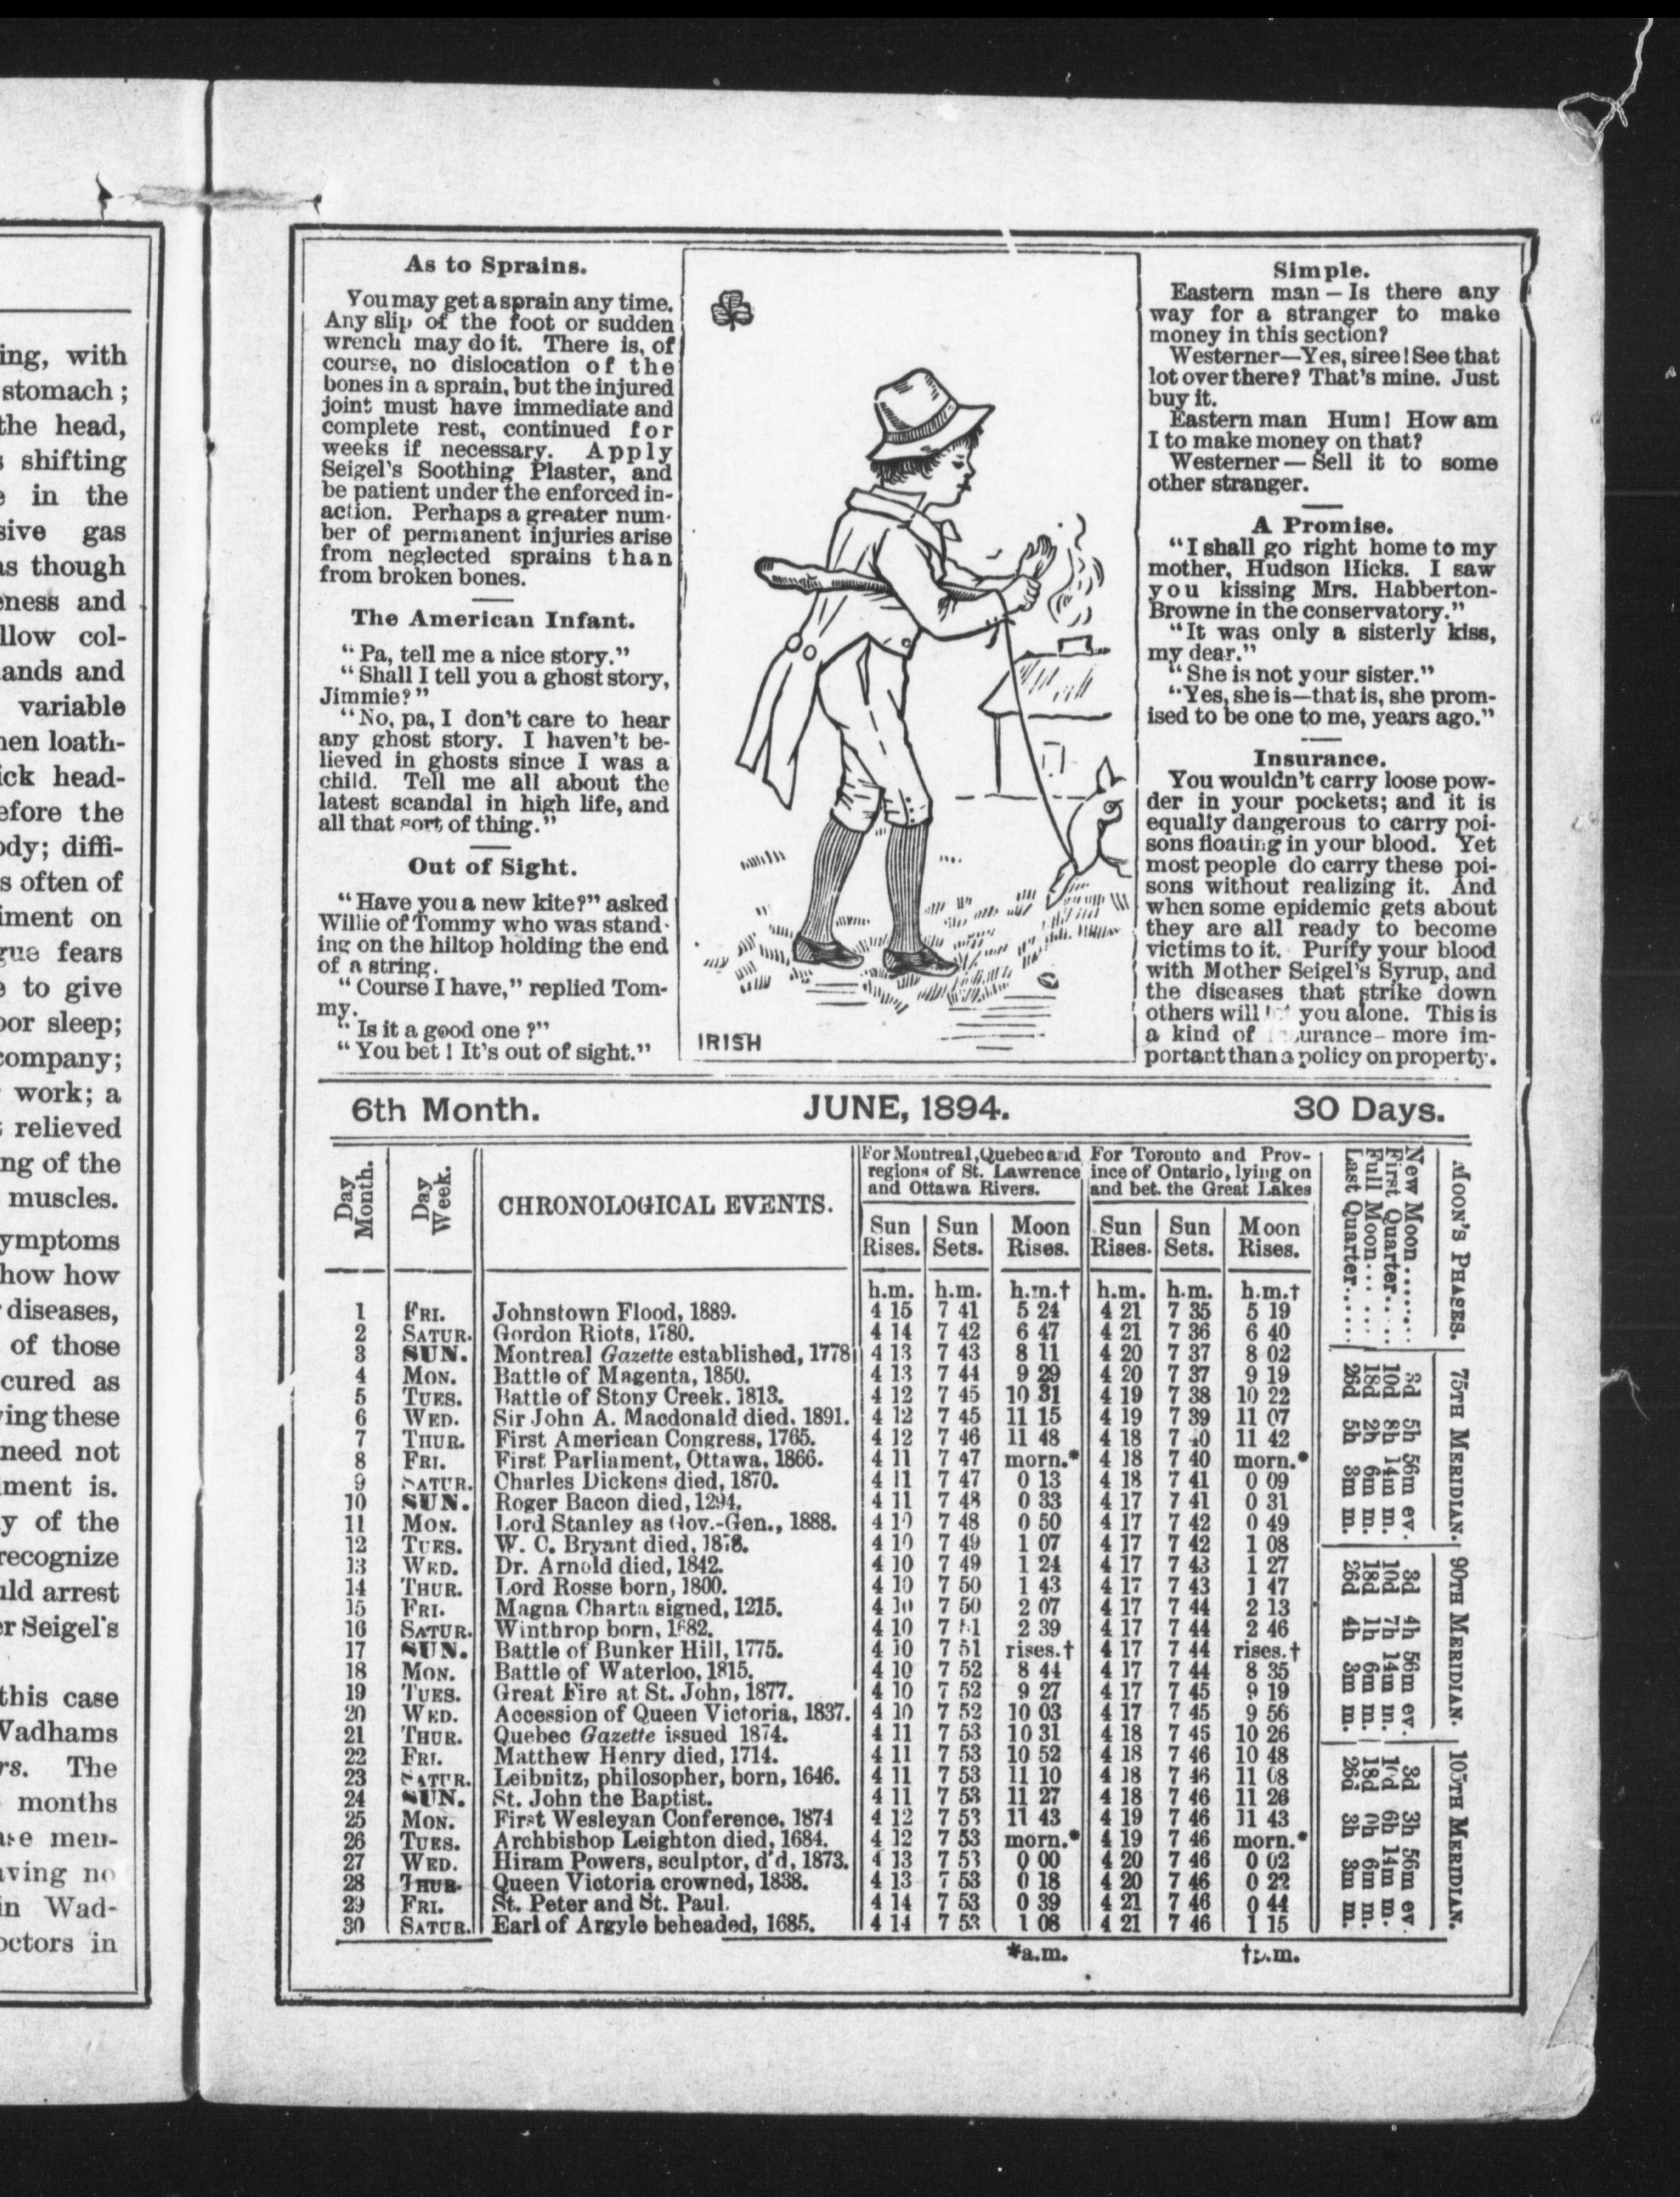 ing, with
stomach ;
the head,
shifting
in the
sive gas
as though
eness and
llow col-
ands and
variable
nen loath-
ick head-
efore the
ody; diffi-
s often of
iment on
gue fears
to give
oor sleep;
company;
work; a
relieved
ng of the
muscles.
ymptoms
how how
diseases,
of those
cured as
ving these
need not
lment is.
y of the
recognize
uld arrest
er Seigel's
this case
Wadhams
rs. The
months
se men-
aving no
in Wad-
octors in
As to Sprains.
You may get a sprain any time.
Any slip of the foot or sudden
wrench may do it. There is, of
course, no dislocation of the
bones in a sprain, but the injured
joint must have immediate and
complete rest, continued for
weeks if necessary. Apply
Seigel's Soothing Plaster, and
be patient under the enforced in-
action. Perhaps a greater num-
ber of permanent injuries arise
from neglected sprains than
from broken bones.
The American Infant.
"Pa, tell me a nice story."
"Shall I tell you a ghost story,
Jimmie?"
"No, pa, I don't care to hear
any ghost story. I haven't be-
lieved in ghosts since I was a
child. Tell me all about the
latest scandal in high life, and
all that sort of thing."
Out of Sight.
"Have you a new kite?" asked
Willie of Tommy who was stand-
ing on the hiltop holding the end
of a string.
"Course I have," replied Tom-
my.
"Is it a good one ?"
"You bet ! It's out of sight."
IRISH
Simple.
Eastern man – Is there any
way for a stranger to make
money in this section?
Westerner—Yes, siree! See that
lot over there? That's mine. Just
buy it.
Eastern man Hum! How am
I to make money on that?
Westerner — Sell it to some
other stranger.
A Promise.
"I shall go right home to my
mother, Hudson Hicks. I saw
you kissing Mrs. Habberton-
Browne in the conservatory."
"It was only a sisterly kiss,
my dear."
"She is not your sister."
"Yes, she is—that is, she prom-
ised to be one to me, years ago."
Insurance.
You wouldn't carry loose pow-
der in your pockets; and it is
equally dangerous to carry poi-
sons floating in your blood. Yet
most people do carry these poi-
sons without realizing it. And
when some epidemic gets about
they are all ready to become
victims to it. Purify your blood
with Mother Seigel's Syrup, and
the diseases that strike down
others will let you alone. This is
a kind of insurance – more im-
portant than a policy on property.
6th Month. JUNE, 1894. 30 Days.
Day Month. Day Week. CHRONOLOGICAL EVENTS.
For Montreal, Quebec and
regions of St. Lawrence
and Ottawa Rivers.
For Toronto and Prov-
ince of Ontario, lying on
and bet. the Great Lakes
Sun Rises. Sun Sets. Moon Rises. Sun Rises. Sun Sets. Moon Rises.
h.m. h.m. h.m.† h.m. h.m. h.m.†
1 FRI. Johnstown Flood, 1889. 4 15 7 41 5 24 4 21 7 35 5 19
2 SATUR. Gordon Riots, 1780. 4 14 7 42 6 47 4 21 7 36 6 40
3 SUN. Montreal Gazette established, 1778 4 13 7 43 8 11 4 20 7 37 8 02
4 MON. Battle of Magenta, 1850. 4 13 7 44 9 29 4 20 7 37 9 19
5 TUES. Battle of Stony Creek. 1813. 4 12 7 45 10 31 4 19 7 38 10 22
6 WED. Sir John A. Macdonald died. 1891. 4 12 7 45 11 15 4 19 7 39 11 07
7 THUR. First American Congress, 1765. 4 12 7 46 11 48 4 18 7 40 11 42
8 FRI. First Parliament, Ottawa, 1866. 4 11 7 47 morn.* 4 18 7 40 morn.*
9 SATUR. Charles Dickens died, 1870. 4 11 7 47 0 13 4 18 7 41 0 09
10 SUN. Roger Bacon died, 1294. 4 11 7 48 0 33 4 17 7 41 0 31
11 MON. Lord Stanley as Gov.-Gen., 1888. 4 10 7 48 0 50 4 17 7 42 0 49
12 TUES. W. C. Bryant died, 1878. 4 10 7 49 1 07 4 17 7 42 1 08
13 WED. Dr. Arnold died, 1842. 4 10 7 49 1 24 4 17 7 43 1 27
14 THUR. Lord Rosse born, 1800. 4 10 7 50 1 43 4 17 7 43 1 47
15 FRI. Magna Charta signed, 1215. 4 10 7 50 2 07 4 17 7 44 2 13
16 SATUR. Winthrop born, 1682. 4 10 7 51 2 39 4 17 7 44 2 46
17 SUN. Battle of Bunker Hill, 1775. 4 10 7 51 rises.† 4 17 7 44 rises.†
18 MON. Battle of Waterloo, 1815. 4 10 7 52 8 44 4 17 7 44 8 35
19 TUES. Great Fire at St. John, 1877. 4 10 7 52 9 27 4 17 7 45 9 19
20 WED. Accession of Queen Victoria, 1837. 4 10 7 52 10 03 4 17 7 45 9 56
21 THUR. Quebec Gazette issued 1874. 4 11 7 53 10 31 4 18 7 45 10 26
22 FRI. Matthew Henry died, 1714. 4 11 7 53 10 52 4 18 7 46 10 48
23 SATUR. Leibnitz, philosopher, born, 1646. 4 11 7 53 11 10 4 18 7 46 11 08
24 SUN. St. John the Baptist. 4 11 7 53 11 27 4 18 7 46 11 26
25 MON. First Wesleyan Conference, 1874 4 12 7 53 11 43 4 19 7 46 11 43
26 TUES. Archbishop Leighton died, 1684. 4 12 7 53 morn.* 4 19 7 46 morn.*
27 WED. Hiram Powers, sculptor, d'd, 1873. 4 13 7 53 0 00 4 20 7 46 0 02
28 THUR. Queen Victoria crowned, 1838. 4 13 7 53 0 18 4 20 7 46 0 22
29 FRI. St. Peter and St. Paul. 4 14 7 53 0 39 4 21 7 46 0 44
30 SATUR. Earl of Argyle beheaded, 1685. 4 14 7 53 1 08 4 21 7 46 1 15
*a.m. †p.m.
MOON'S PHASES. 75TH MERIDIAN. 90TH MERIDIAN. 105TH MERIDIAN.
New Moon....... 3d 5h 56m ev. 3d 4h 56m ev. 3d 3h 56m ev.
First Quarter.... 10d 8h 14m m. 10d 7h 14m m. 10d 6h 14m m.
Full Moon... ... 18d 2h 6m m. 18d 1h 6m m. 18d 0h 6m m.
Last Quarter...... 26d 5h 3m m. 26d 4h 3m m. 26d 3h 3m m.